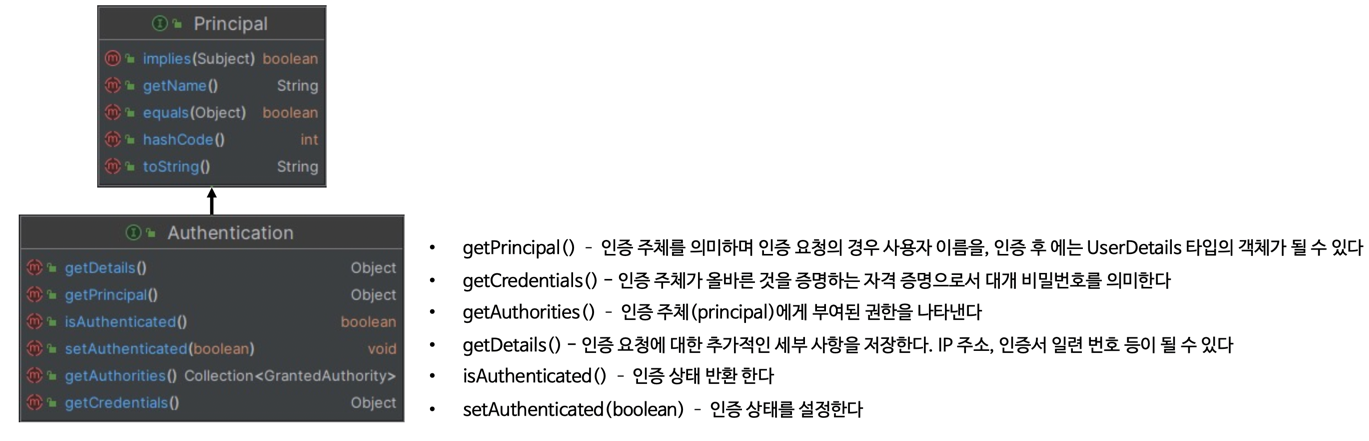 Principal
implies(Subject) boolean
getName() String
equals(Object) boolean
hashCode() int
toString() String
Authentication
getDetails() Object
getPrincipal() Object
isAuthenticated() boolean
setAuthenticated(boolean) void
getAuthorities() Collection<GrantedAuthority>
getCredentials() Object
• getPrincipal() - 인증 주체를 의미하며 인증 요청의 경우 사용자 이름을, 인증 후 에는 UserDetails 타입의 객체가 될 수 있다
• getCredentials() - 인증 주체가 올바른 것을 증명하는 자격 증명으로서 대개 비밀번호를 의미한다
• getAuthorities() - 인증 주체(principal)에게 부여된 권한을 나타낸다
• getDetails() - 인증 요청에 대한 추가적인 세부 사항을 저장한다. IP 주소, 인증서 일련 번호 등이 될 수 있다
• isAuthenticated() - 인증 상태 반환 한다
• setAuthenticated(boolean) - 인증 상태를 설정한다